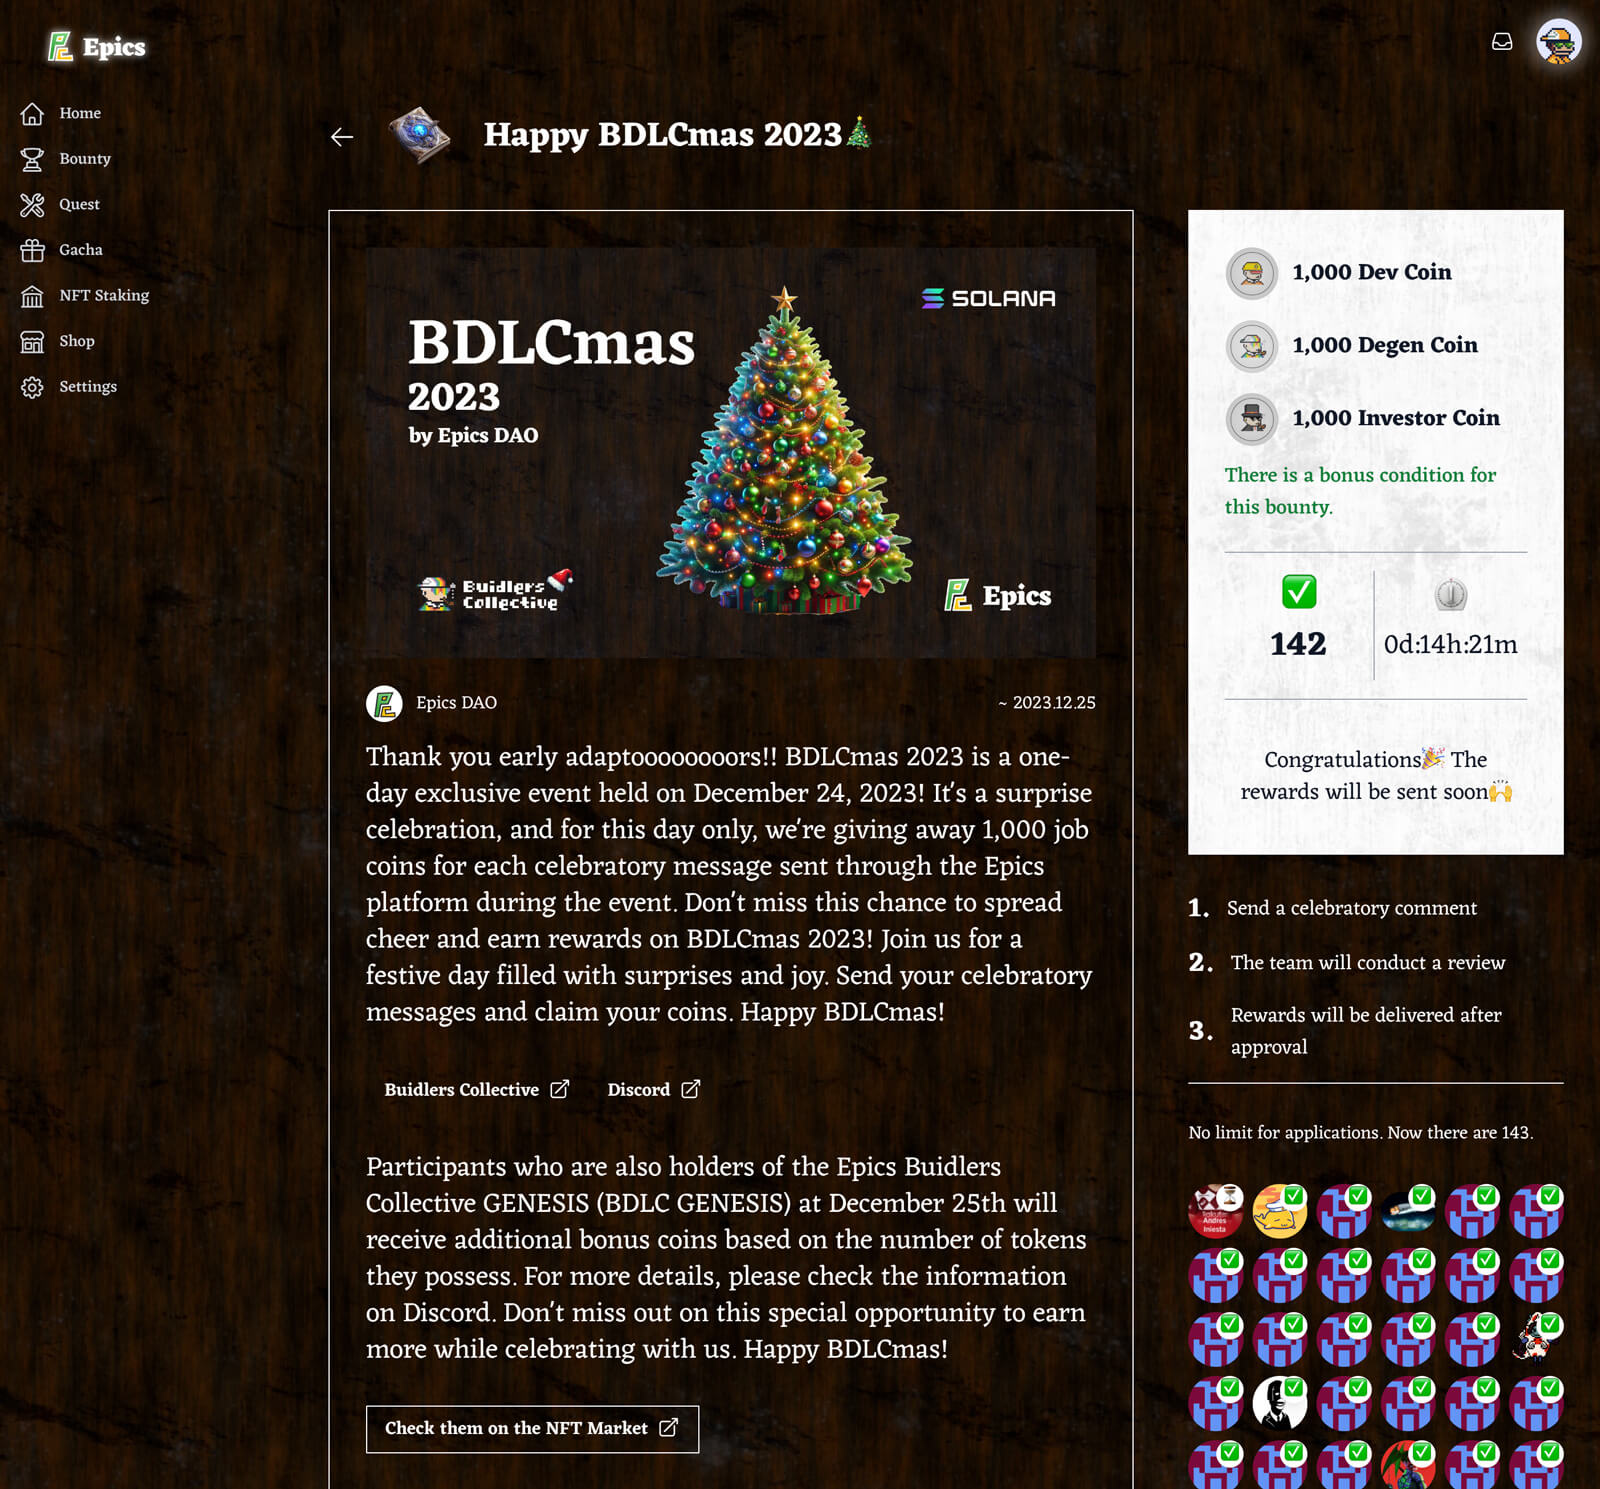 Epics
Home
Bounty
Quest
Gacha
NFT Staking
Shop
Settings
Happy BDLCmas 2023
BDLCmas
2023
by Epics DAO
SOLANA
Buidlers
Collective
Epics
Epics DAO
~ 2023.12.25
Thank you early adaptoooooooors!! BDLCmas 2023 is a one-
day exclusive event held on December 24, 2023! It's a surprise
celebration, and for this day only, we're giving away 1,000 job
coins for each celebratory message sent through the Epics
platform during the event. Don't miss this chance to spread
cheer and earn rewards on BDLCmas 2023! Join us for a
festive day filled with surprises and joy. Send your celebratory
messages and claim your coins. Happy BDLCmas!
Buidlers Collective
Discord
Participants who are also holders of the Epics Buidlers
Collective GENESIS (BDLC GENESIS) at December 25th will
receive additional bonus coins based on the number of tokens
they possess. For more details, please check the information
on Discord. Don't miss out on this special opportunity to earn
more while celebrating with us. Happy BDLCmas!
Check them on the NFT Market
1,000 Dev Coin
1,000 Degen Coin
1,000 Investor Coin
There is a bonus condition for
this bounty.
142
0d:14h:21m
Congratulations🎉 The
rewards will be sent soon🙌
1. Send a celebratory comment
2. The team will conduct a review
3. Rewards will be delivered after
approval
No limit for applications. Now there are 143.
Andres
Iniesta